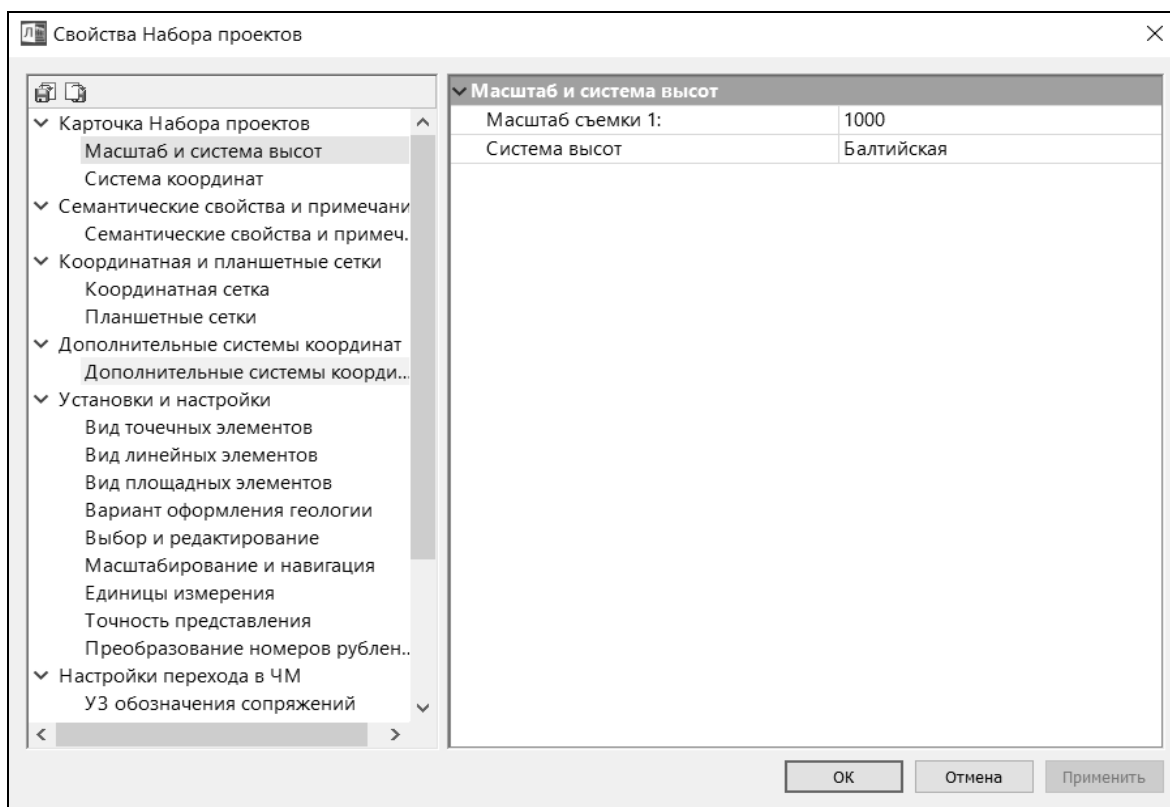 Свойства Набора проектов
Карточка Набора проектов
Масштаб и система высот
Система координат
Семантические свойства и примечани
Семантические свойства и примеч.
Координатная и планшетные сетки
Координатная сетка
Планшетные сетки
Дополнительные системы координат
Дополнительные системы коорди...
Установки и настройки
Вид точечных элементов
Вид линейных элементов
Вид площадных элементов
Вариант оформления геологии
Выбор и редактирование
Масштабирование и навигация
Единицы измерения
Точность представления
Преобразование номеров рублен..
Настройки перехода в ЧМ
УЗ обозначения сопряжений
Масштаб и система высот
Масштаб съемки 1: 1000
Система высот Балтийская
ОК Отмена Применить